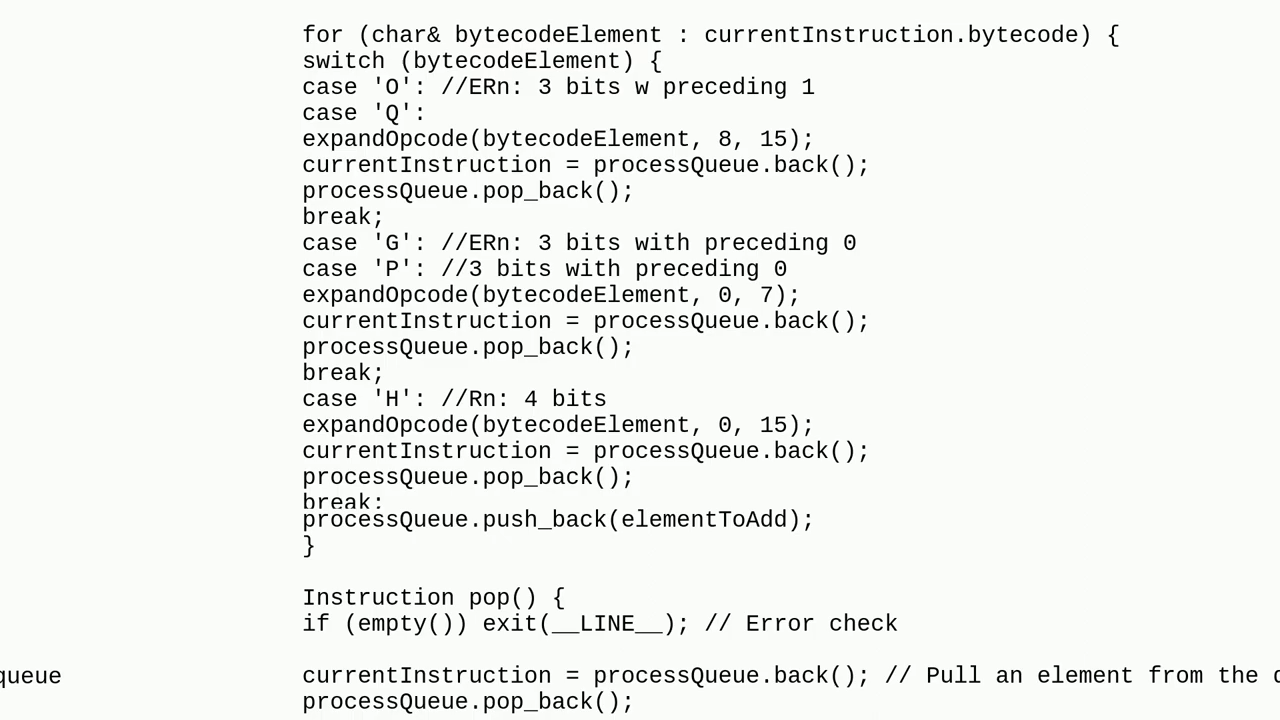 for (char& bytecodeElement : currentInstruction.bytecode) {
switch (bytecodeElement) {
case 'O': //ERn: 3 bits w preceding 1
case 'Q':
expandOpcode(bytecodeElement, 8, 15);
currentInstruction = processQueue.back();
processQueue.pop_back();
break;
case 'G': //ERn: 3 bits with preceding 0
case 'P': //3 bits with preceding 0
expandOpcode(bytecodeElement, 0, 7);
currentInstruction = processQueue.back();
processQueue.pop_back();
break;
case 'H': //Rn: 4 bits
expandOpcode(bytecodeElement, 0, 15);
currentInstruction = processQueue.back();
processQueue.pop_back();
break;
processQueue.push_back(elementToAdd);
}
Instruction pop() {
if (empty()) exit(__LINE__); // Error check
queue
currentInstruction = processQueue.back(); // Pull an element from the
processQueue.pop_back();